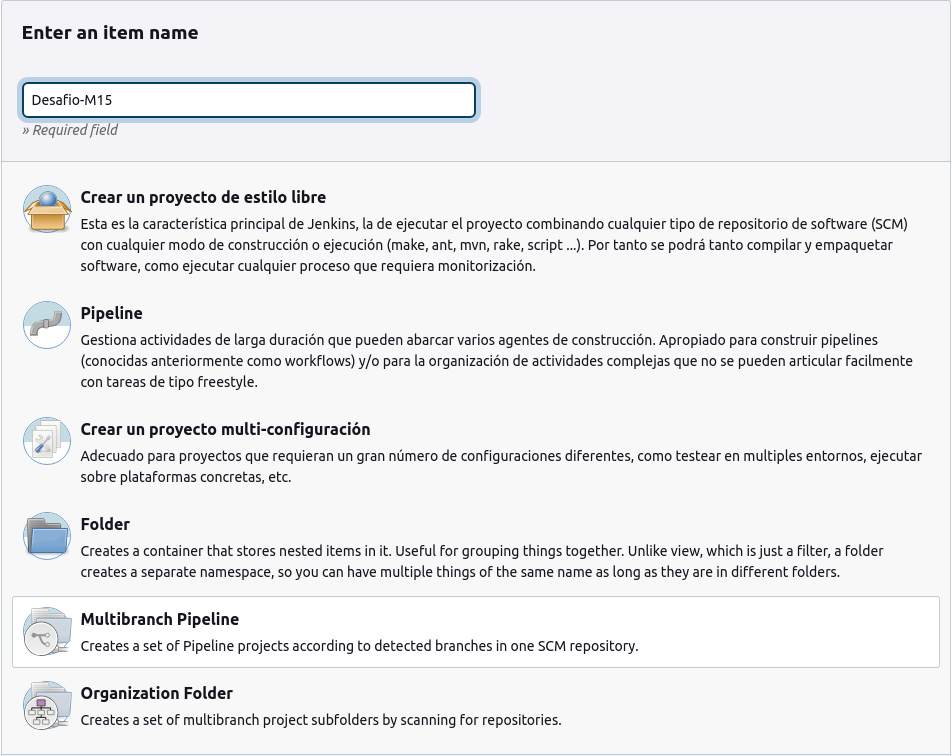 Enter an item name
Desafio-M15
» Required field
Crear un proyecto de estilo libre
Esta es la característica principal de Jenkins, la de ejecutar el proyecto combinando cualquier tipo de repositorio de software (SCM)
con cualquier modo de construcción o ejecución (make, ant, mvn, rake, script ...). Por tanto se podrá tanto compilar y empaquetar
software, como ejecutar cualquier proceso que requiera monitorización.
Pipeline
Gestiona actividades de larga duración que pueden abarcar varios agentes de construcción. Apropiado para construir pipelines
(conocidas anteriormente como workflows) y/o para la organización de actividades complejas que no se pueden articular facilmente
con tareas de tipo freestyle.
Crear un proyecto multi-configuración
Adecuado para proyectos que requieran un gran número de configuraciones diferentes, como testear en multiples entornos, ejecutar
sobre plataformas concretas, etc.
Folder
Creates a container that stores nested items in it. Useful for grouping things together. Unlike view, which is just a filter, a folder
creates a separate namespace, so you can have multiple things of the same name as long as they are in different folders.
Multibranch Pipeline
Creates a set of Pipeline projects according to detected branches in one SCM repository.
Organization Folder
Creates a set of multibranch project subfolders by scanning for repositories.